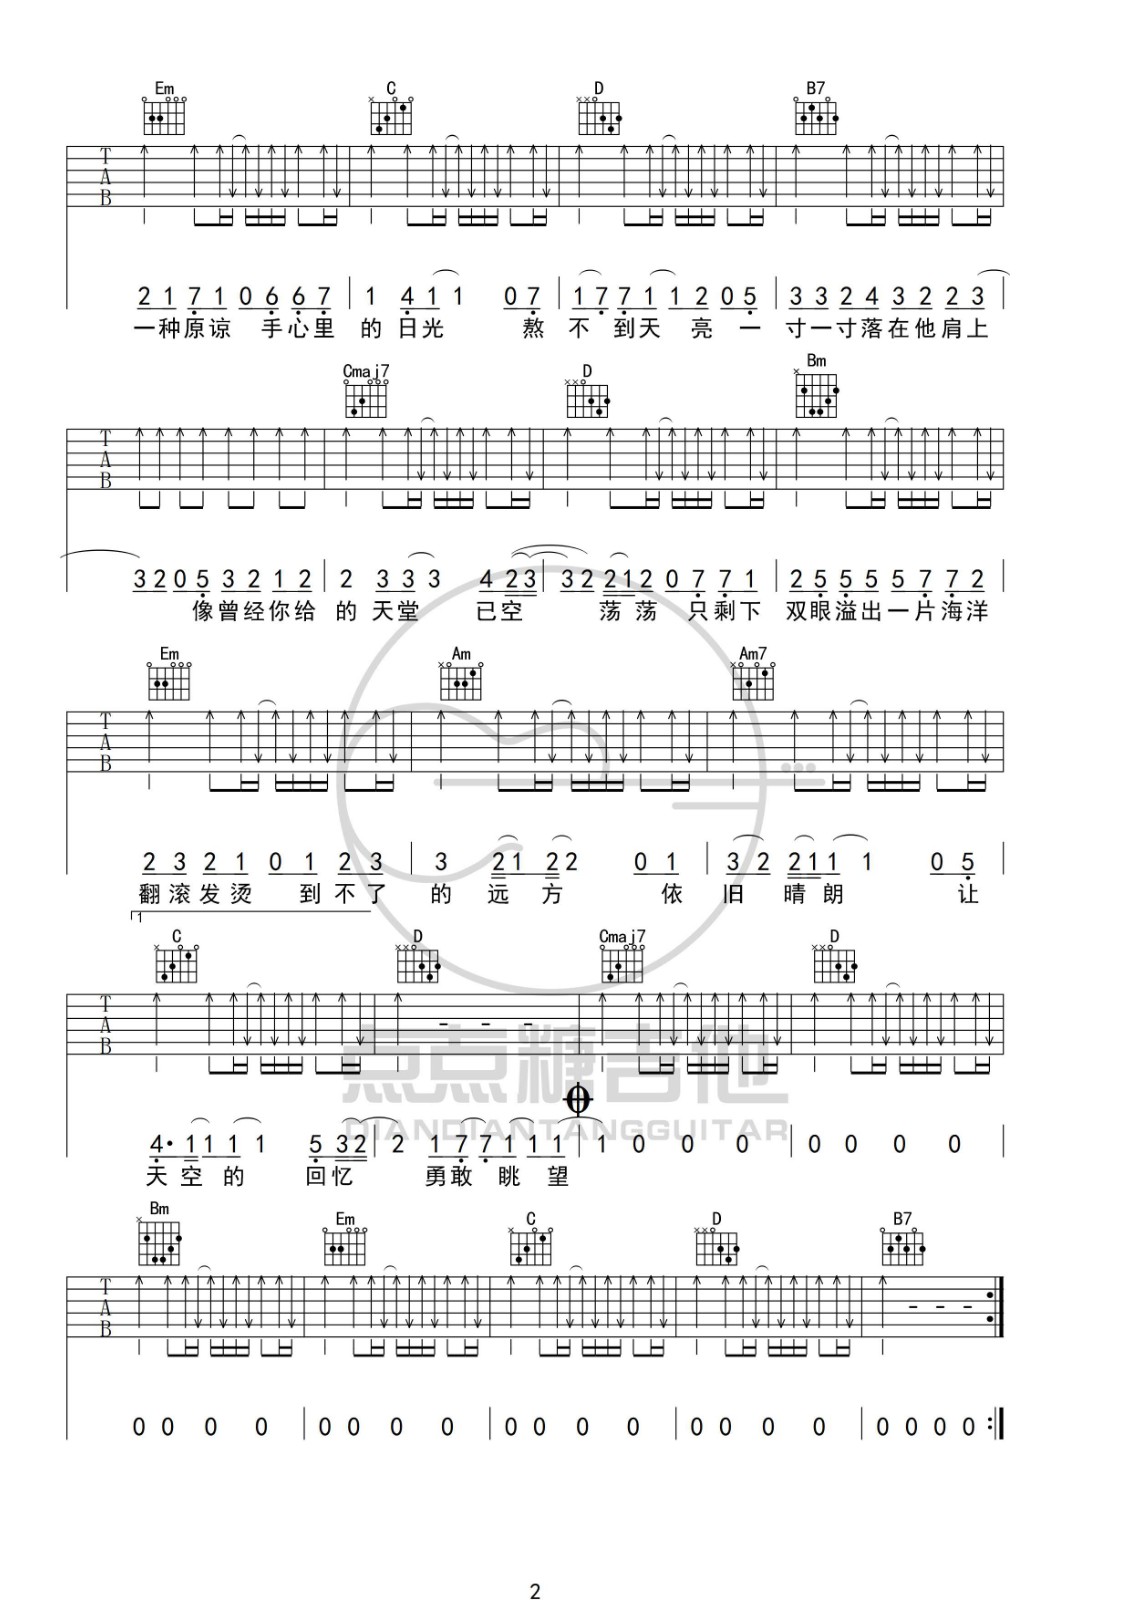 Em C D B7
T A B
2 1 7 1 0 6 6 7 | 1 4 1 1 0 7 | 1 7 7 1 1 2 0 5 | 3 3 2 4 3 2 2 3
一种原谅 手心里 的 日光 熬 不 到天 亮 一 寸一寸落在他肩上
Cmaj7 D Bm
T A B
3 2 0 5 3 2 1 2 | 2 3 3 3 4 2 3 | 3 2 2 1 2 0 7 7 1 | 2 5 5 5 5 7 7 2
像曾经你给 的 天堂 已空 荡 荡 只剩下 双眼溢出一片海洋
Em Am Am7
T A B
2 3 2 1 0 1 2 3 | 3 2 1 2 2 0 1 | 3 2 2 1 1 1 0 5
翻滚发烫 到不了 的 远 方 依 旧 晴 朗 让
1
C D Cmaj7 D
T A B - - -
点点糖吉他
DIANDIANTANGGUITAR
4· 1 1 1 1 5 3 2 | 2 1 7 7 1 1 1 | 1 0 0 0 | 0 0 0 0
天 空 的 回忆 勇敢 眺 望
Bm Em C D B7
T A B - - -
0 0 0 0 | 0 0 0 0 | 0 0 0 0 | 0 0 0 0 | 0 0 0 0 :
2